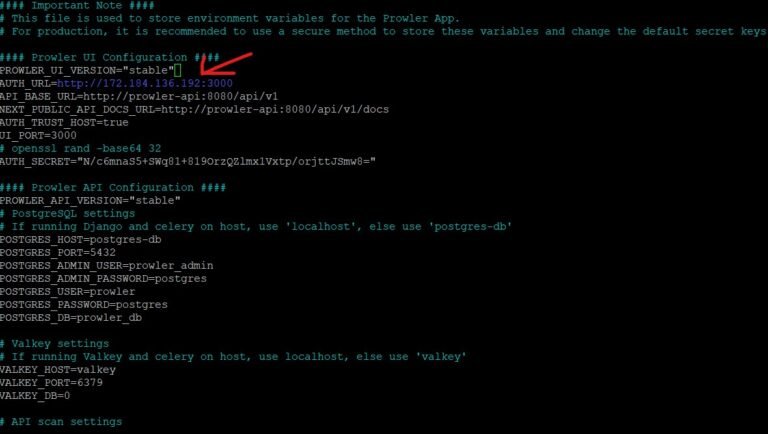 #### Important Note ####
# This file is used to store environment variables for the Prowler App.
# For production, it is recommended to use a secure method to store these variables and change the default secret keys
#### Prowler UI Configuration ####
PROWLER_UI_VERSION="stable"
AUTH_URL=http://172.184.136.192:3000
API_BASE_URL=http://prowler-api:8080/api/v1
NEXT_PUBLIC_API_DOCS_URL=http://prowler-api:8080/api/v1/docs
AUTH_TRUST_HOST=true
UI_PORT=3000
# openssl rand -base64 32
AUTH_SECRET="N/c6mnaS5+SWq81+819OrzQZlmx1Vxtp/orjttJSmw8="
#### Prowler API Configuration ####
PROWLER_API_VERSION="stable"
# PostgreSQL settings
# If running Django and celery on host, use 'localhost', else use 'postgres-db'
POSTGRES_HOST=postgres-db
POSTGRES_PORT=5432
POSTGRES_ADMIN_USER=prowler_admin
POSTGRES_ADMIN_PASSWORD=postgres
POSTGRES_USER=prowler
POSTGRES_PASSWORD=postgres
POSTGRES_DB=prowler_db
# Valkey settings
# If running Valkey and celery on host, use localhost, else use 'valkey'
VALKEY_HOST=valkey
VALKEY_PORT=6379
VALKEY_DB=0
# API scan settings